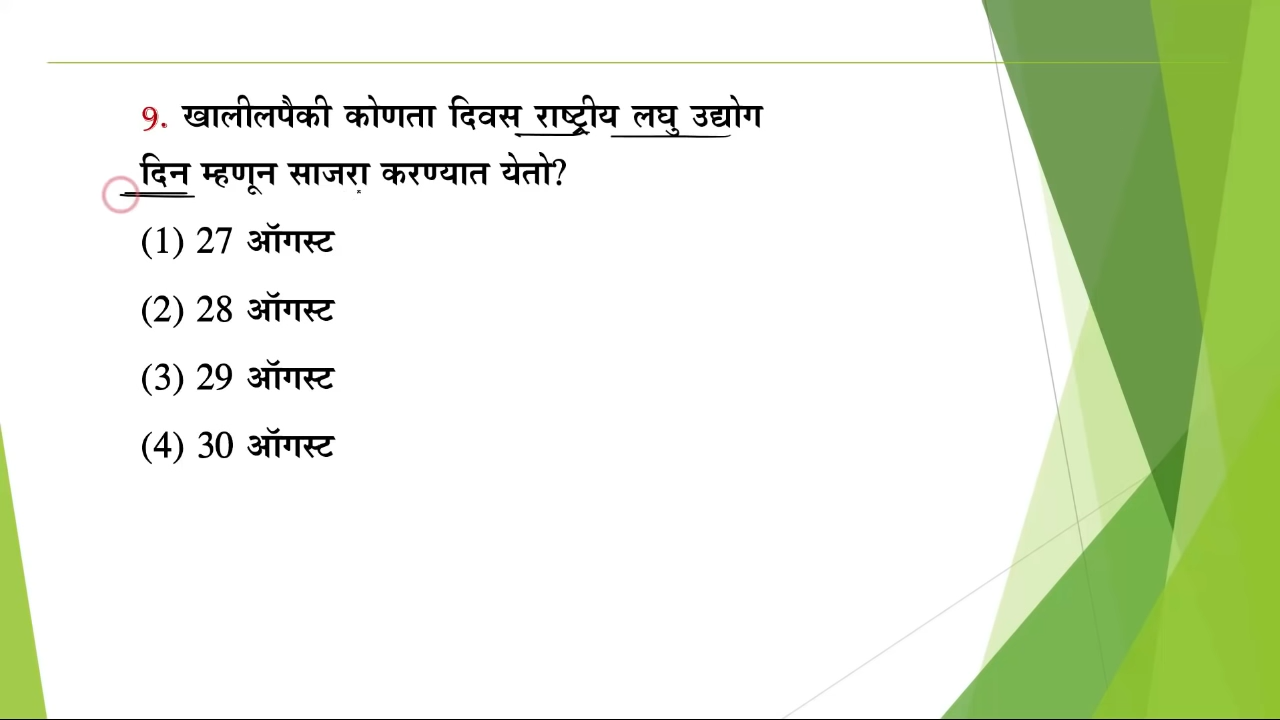 9. खालीलपैकी कोणता दिवस राष्ट्रीय लघु उद्योग
दिन म्हणून साजरा करण्यात येतो?
(1) 27 ऑगस्ट
(2) 28 ऑगस्ट
(3) 29 ऑगस्ट
(4) 30 ऑगस्ट